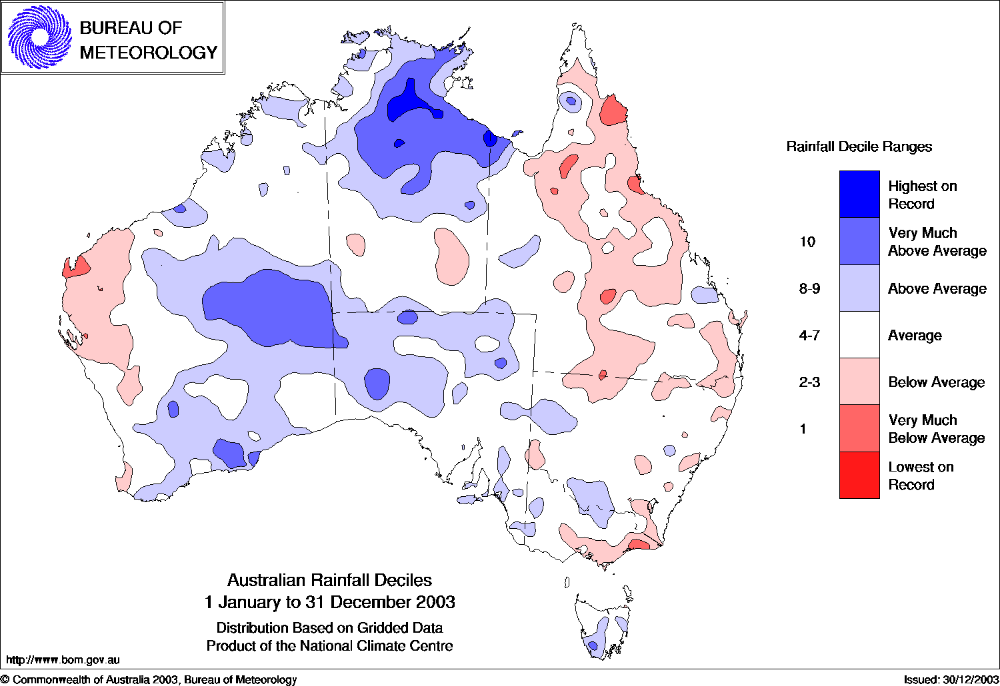 BUREAU OF
METEOROLOGY
Rainfall Decile Ranges
Highest on
Record
10
Very Much
Above Average
8-9
Above Average
4-7
Average
2-3
Below Average
1
Very Much
Below Average
Lowest on
Record
Australian Rainfall Deciles
1 January to 31 December 2003
Distribution Based on Gridded Data
Product of the National Climate Centre
http://www.bom.gov.au
© Commonwealth of Australia 2003, Bureau of Meteorology
Issued: 30/12/2003